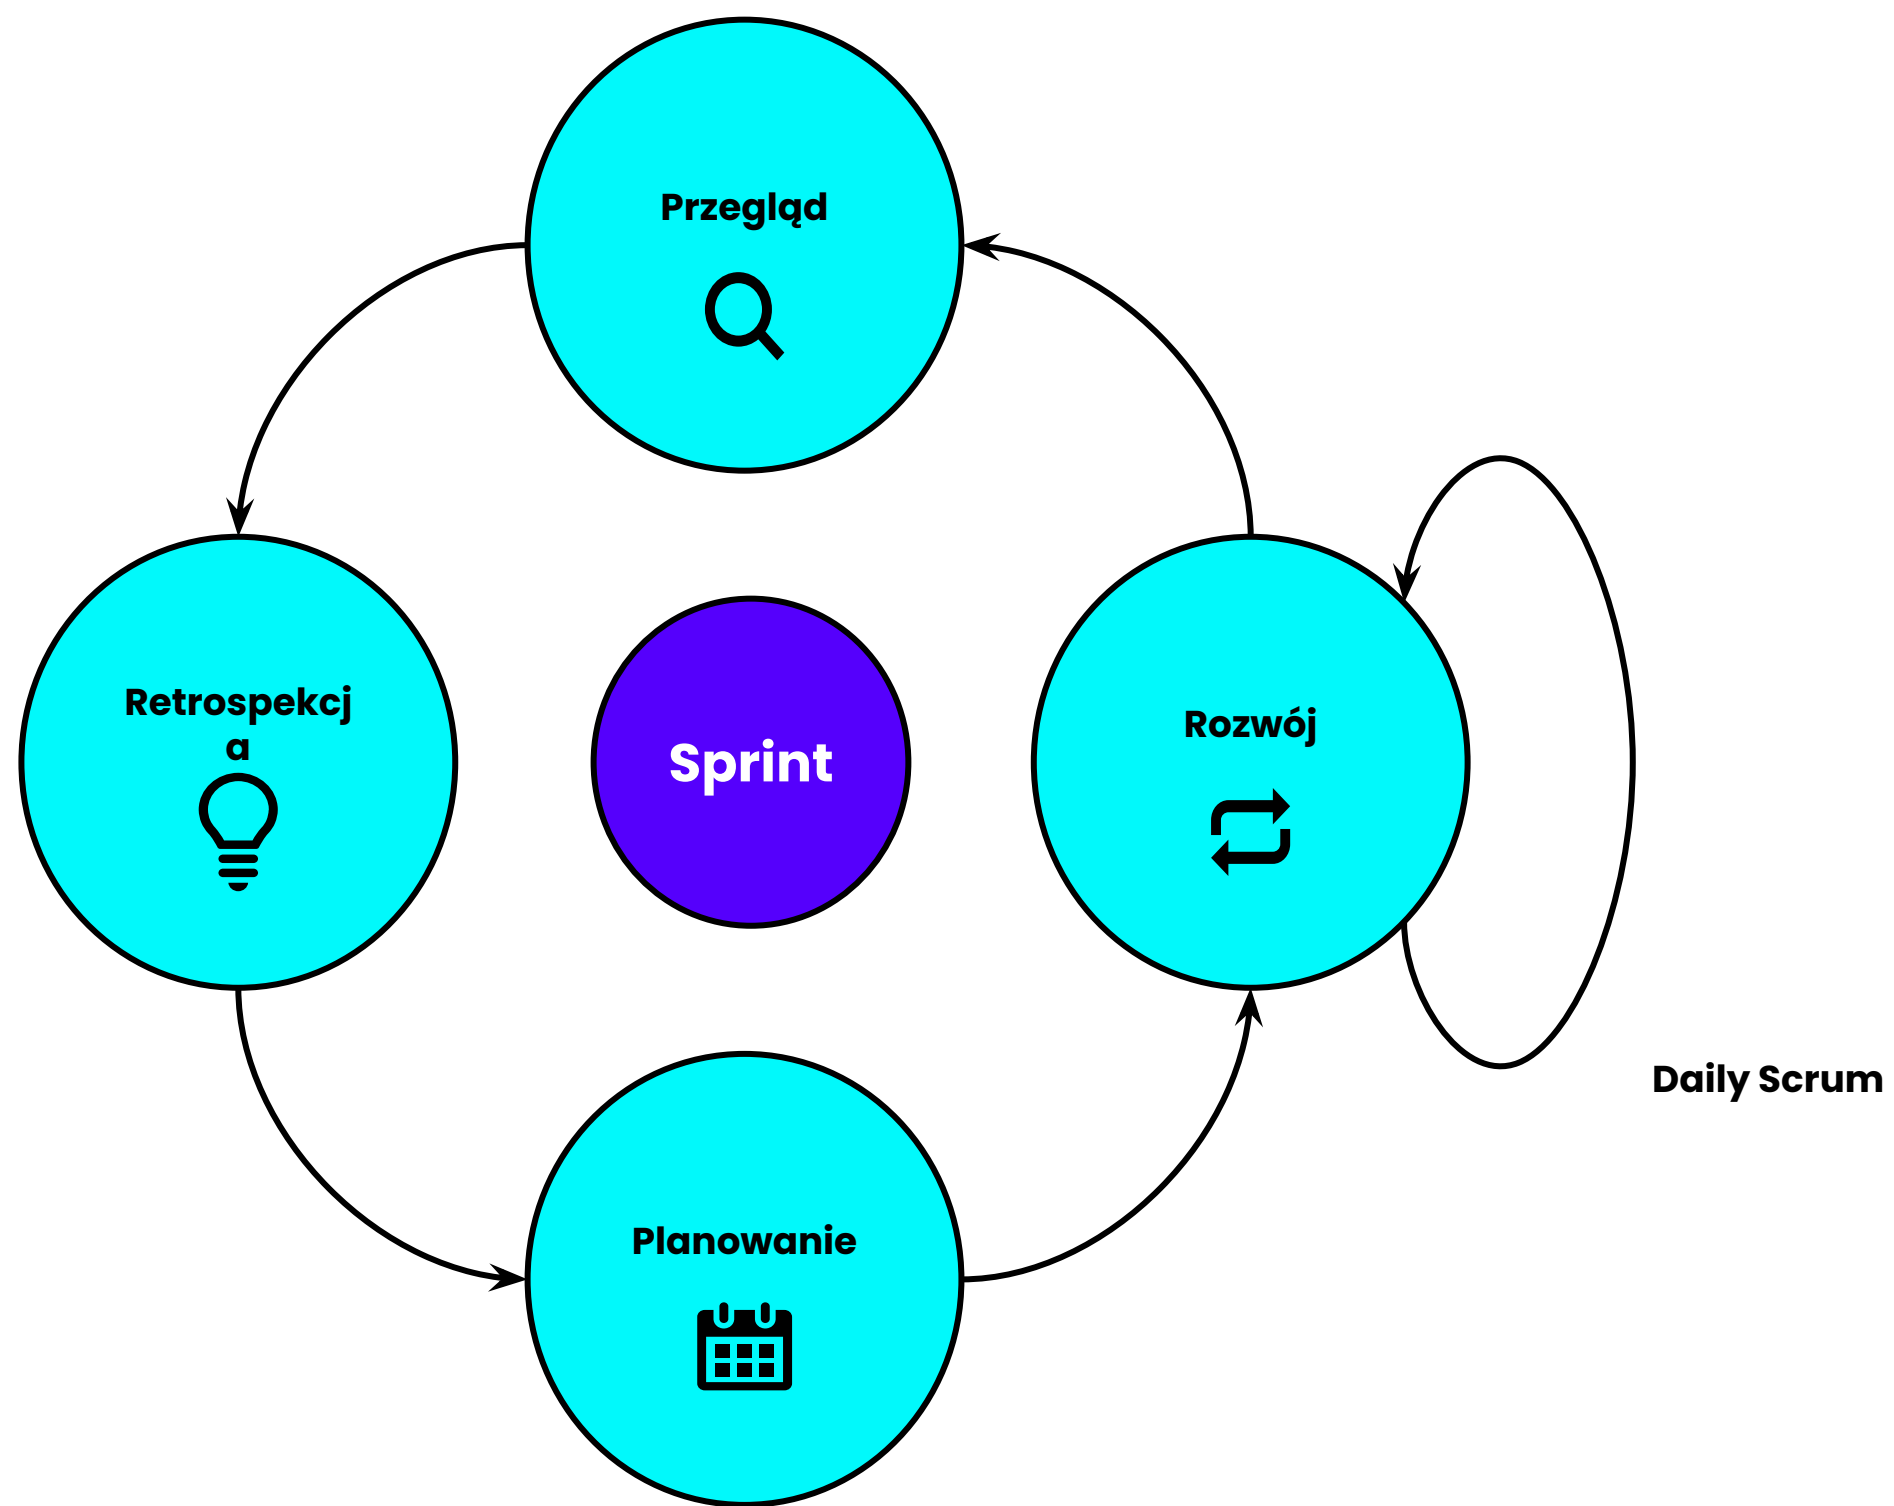 Przegląd
Retrospekcj
a
Sprint
Rozwój
Daily Scrum
Planowanie